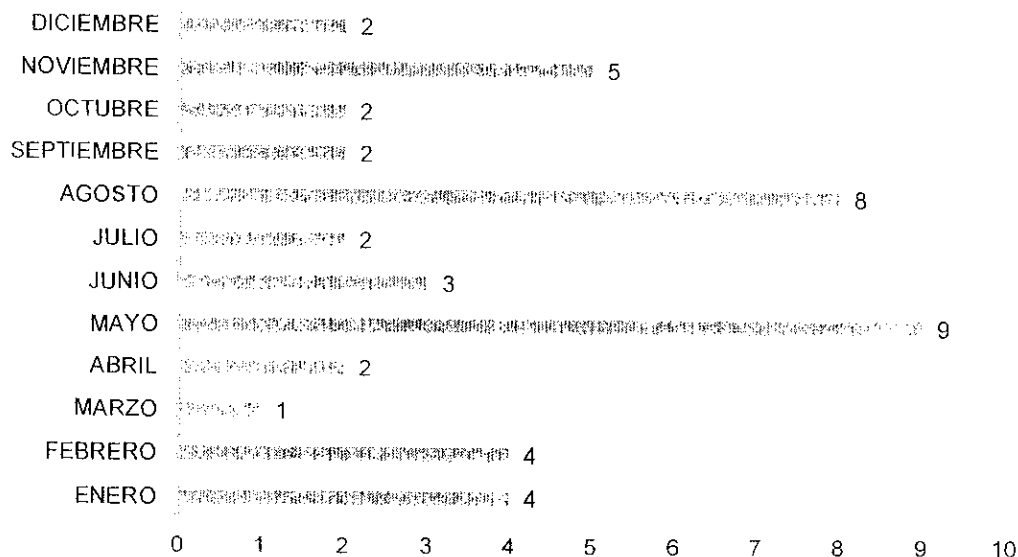 DICIEMBRE 2
NOVIEMBRE 5
OCTUBRE 2
SEPTIEMBRE 2
AGOSTO 8
JULIO 2
JUNIO 3
MAYO 9
ABRIL 2
MARZO 1
FEBRERO 4
ENERO 4
0 1 2 3 4 5 6 7 8 9 10